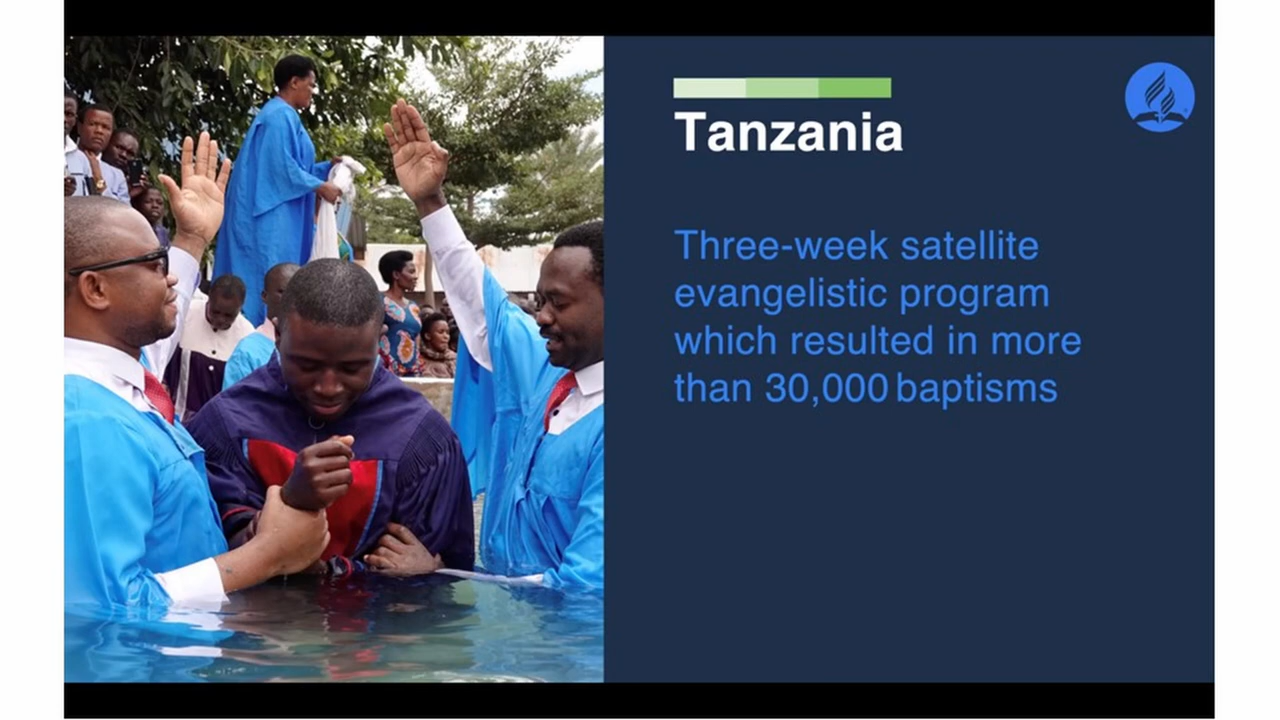 Tanzania
Three-week satellite
evangelistic program
which resulted in more
than 30,000 baptisms